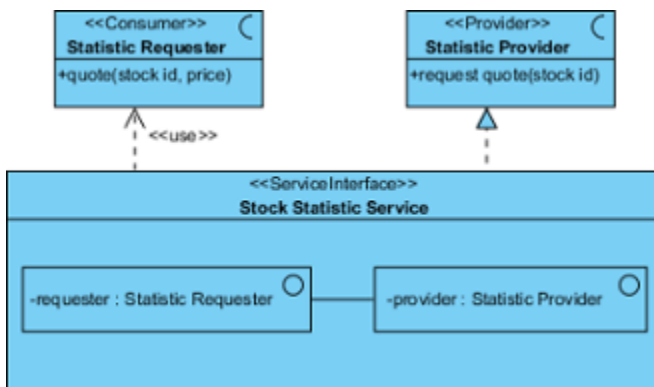 <<Consumer>>
Statistic Requester
+quote(stock id, price)
<<Provider>>
Statistic Provider
+request quote(stock id)
<<use>>
<<ServiceInterface>>
Stock Statistic Service
-requester : Statistic Requester
-provider : Statistic Provider